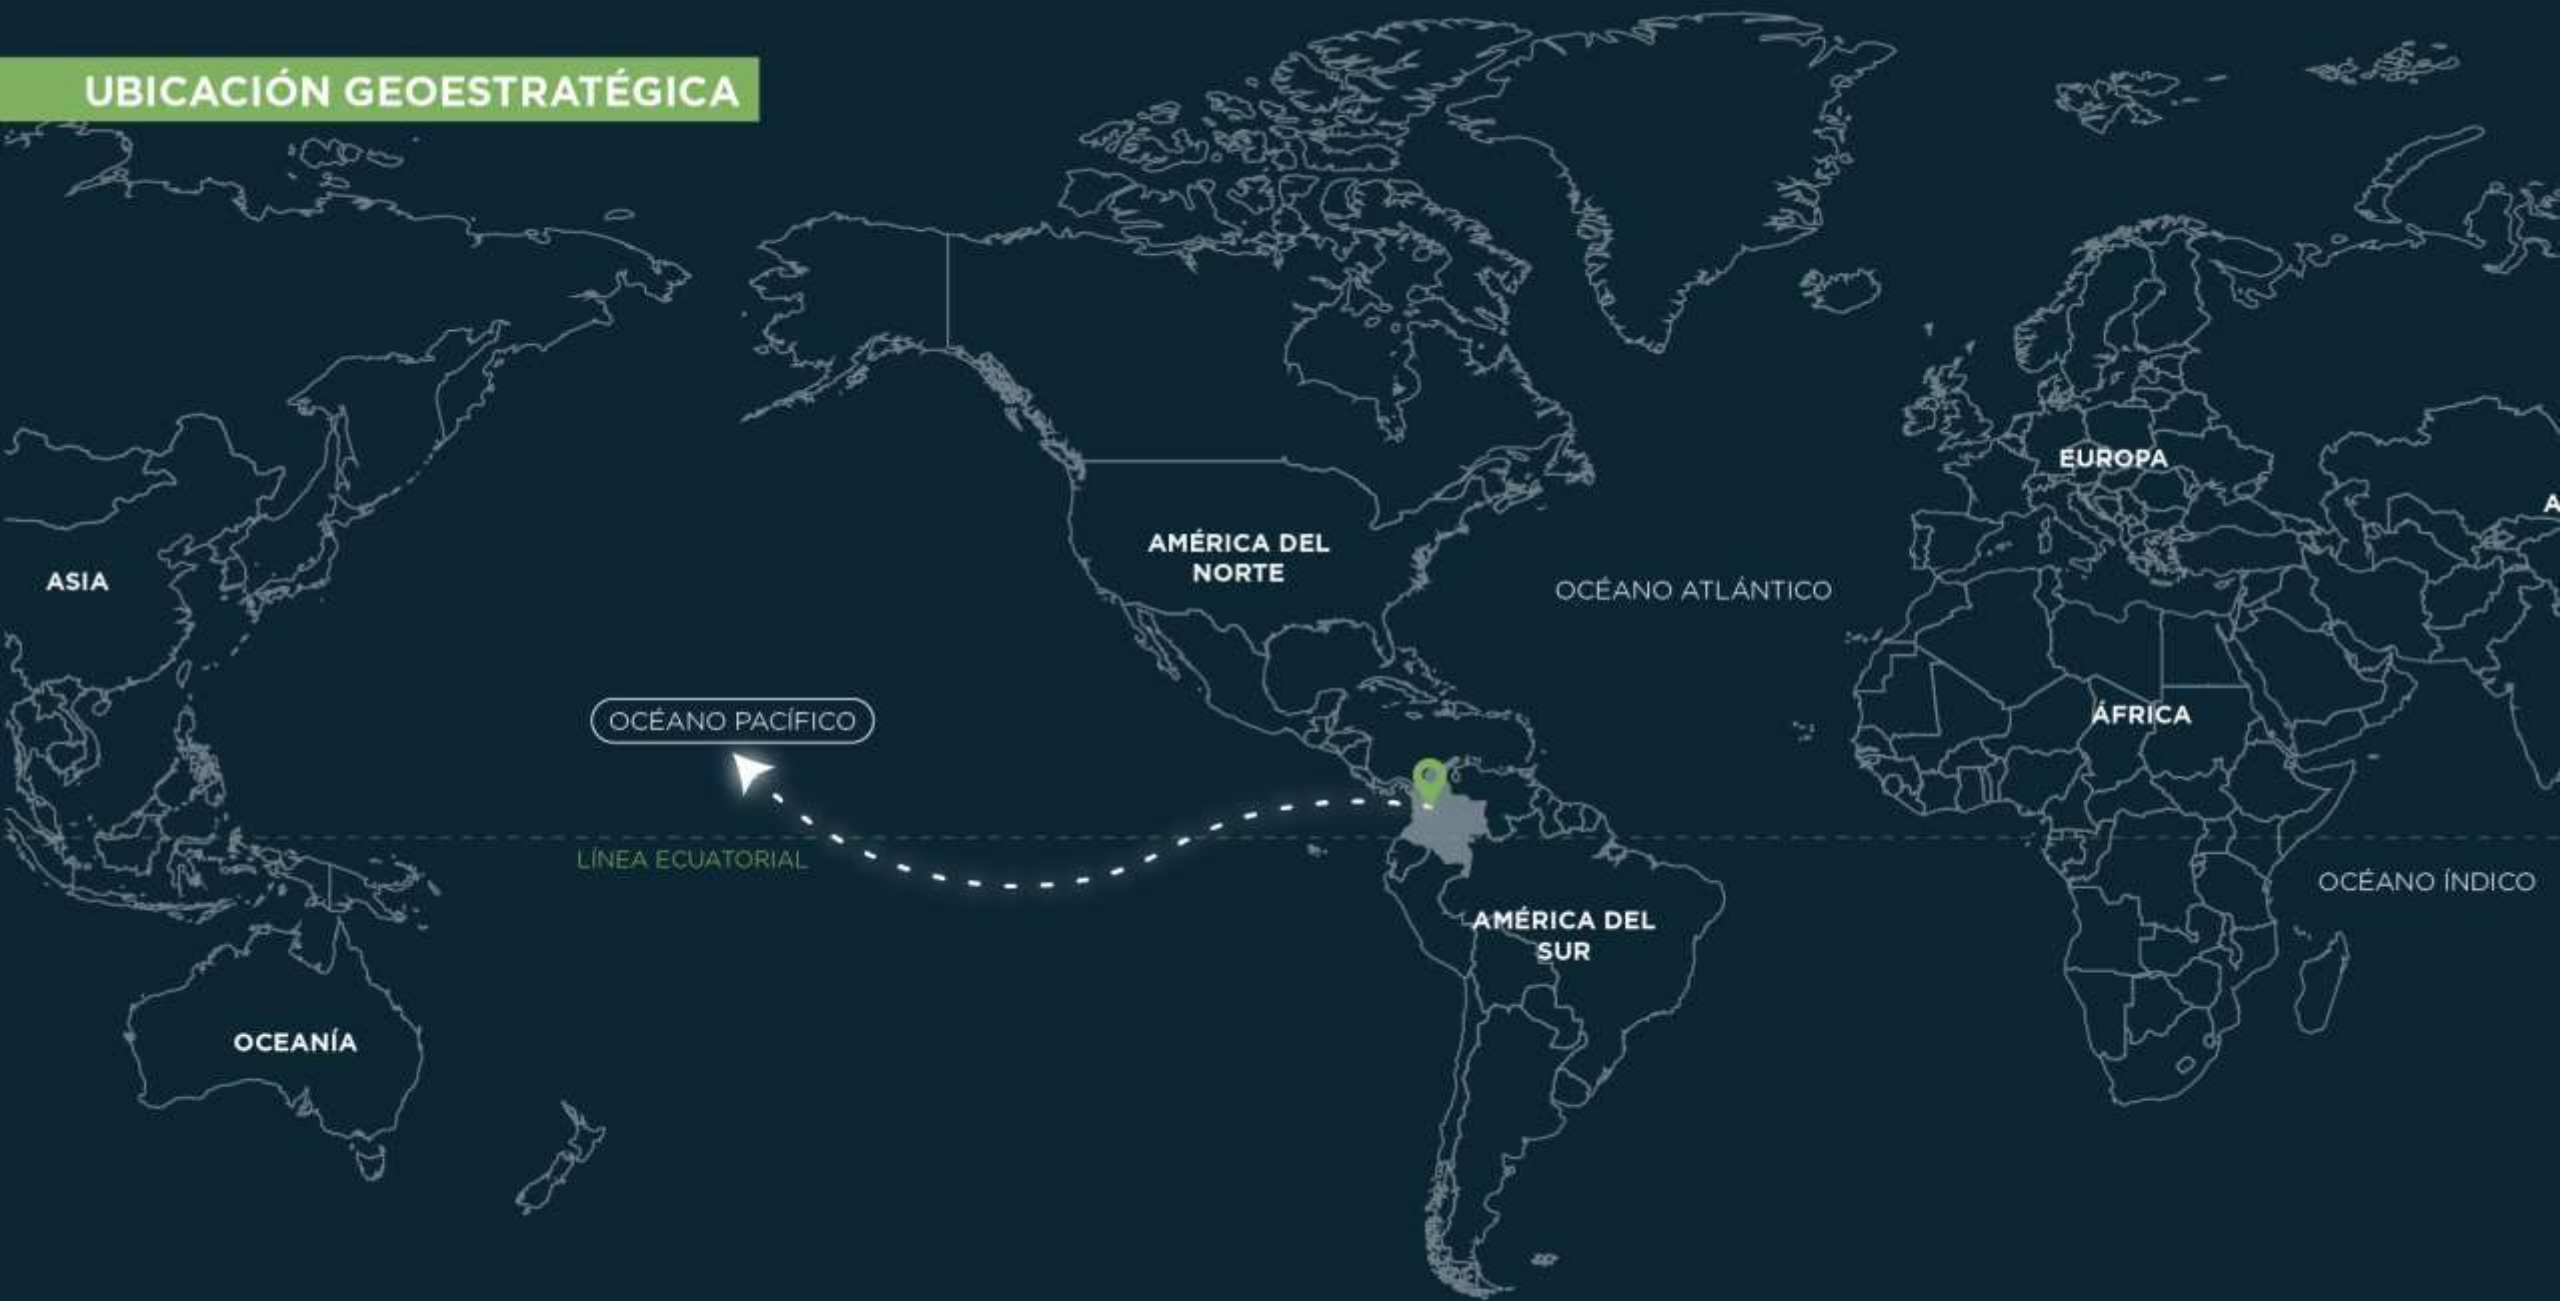 UBICACIÓN GEOESTRATÉGICA
EUROPA
A
AMÉRICA DEL
NORTE
ASIA
OCÉANO ATLÁNTICO
OCÉANO PACÍFICO
ÁFRICA
LÍNEA ECUATORIAL
OCÉANO ÍNDICO
AMÉRICA DEL
SUR
OCEANÍA